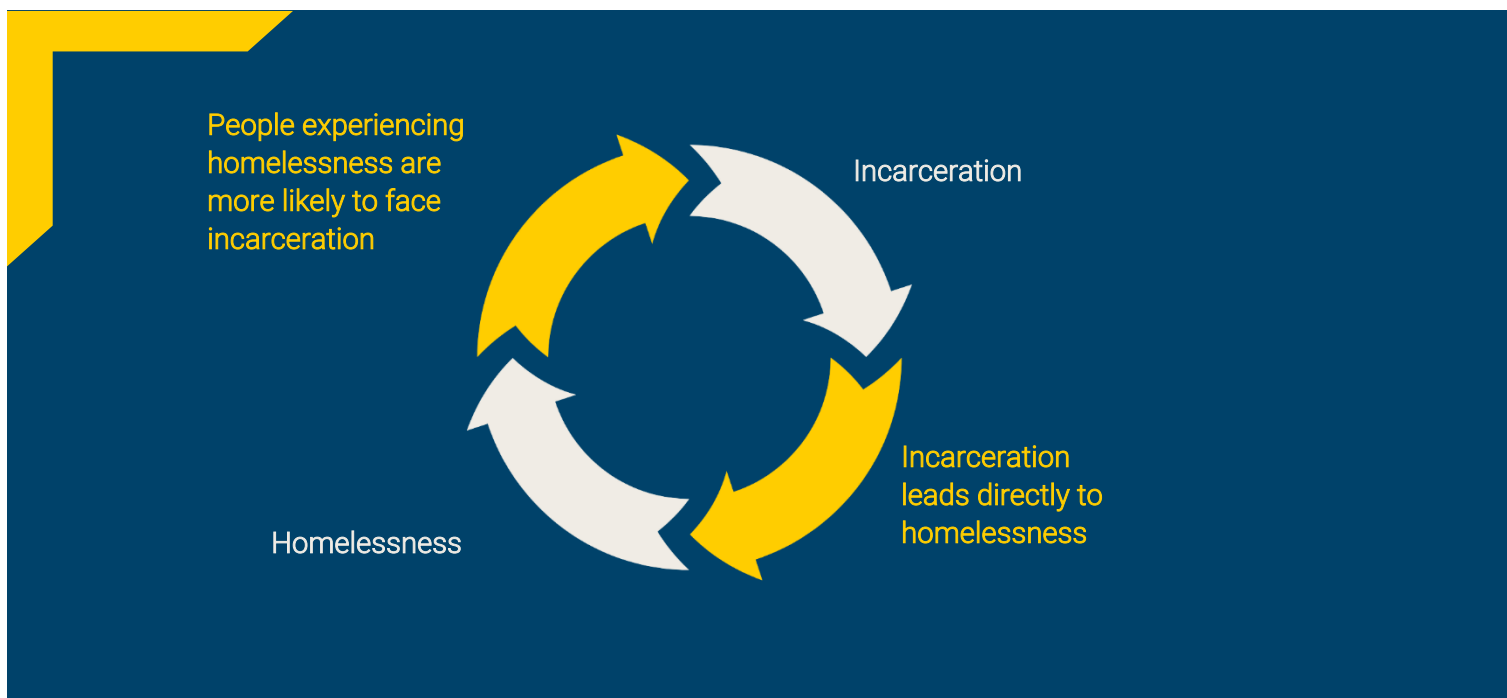 People experiencing
homelessness are
more likely to face
incarceration
Incarceration
Incarceration
leads directly to
homelessness
Homelessness